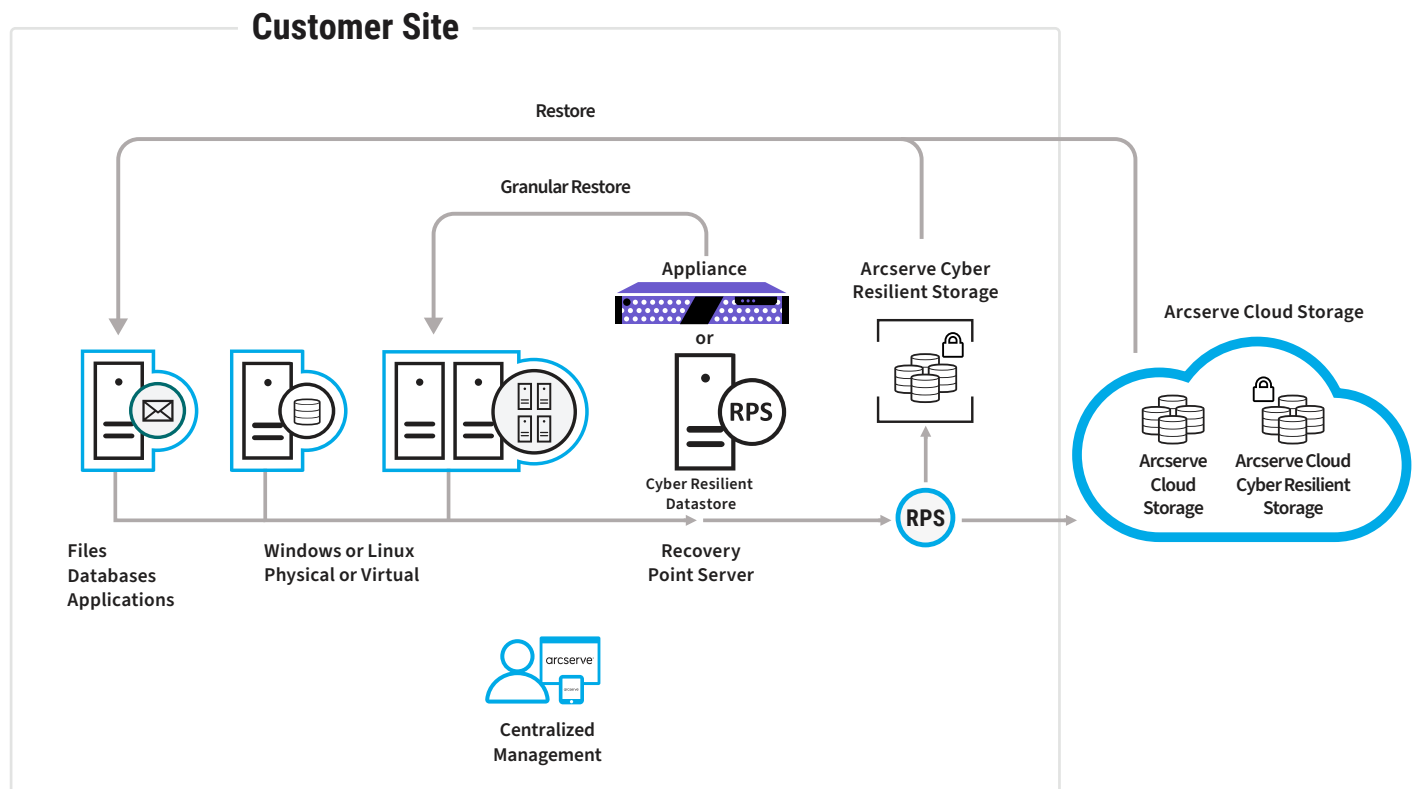 Customer Site
Restore
Granular Restore
Appliance
or
RPS
Cyber Resilient
Datastore
Arcserve Cyber
Resilient Storage
RPS
Arcserve Cloud Storage
Arcserve
Cloud
Storage
Arcserve Cloud
Cyber Resilient
Storage
Files
Databases
Applications
Windows or Linux
Physical or Virtual
Recovery
Point Server
arcserve
arcserve
Centralized
Management